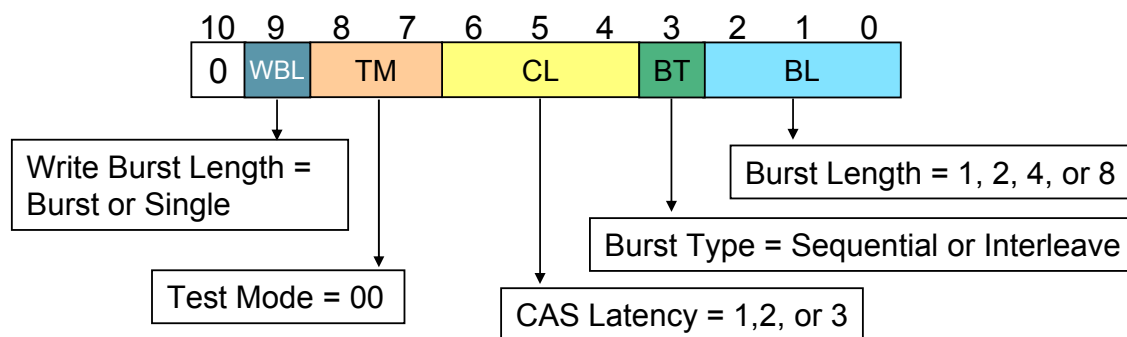 10 9 8 7 6 5 4 3 2 1 0
0 WBL TM CL BT BL
Write Burst Length =
Burst or Single
Burst Length = 1, 2, 4, or 8
Burst Type = Sequential or Interleave
Test Mode = 00
CAS Latency = 1,2, or 3